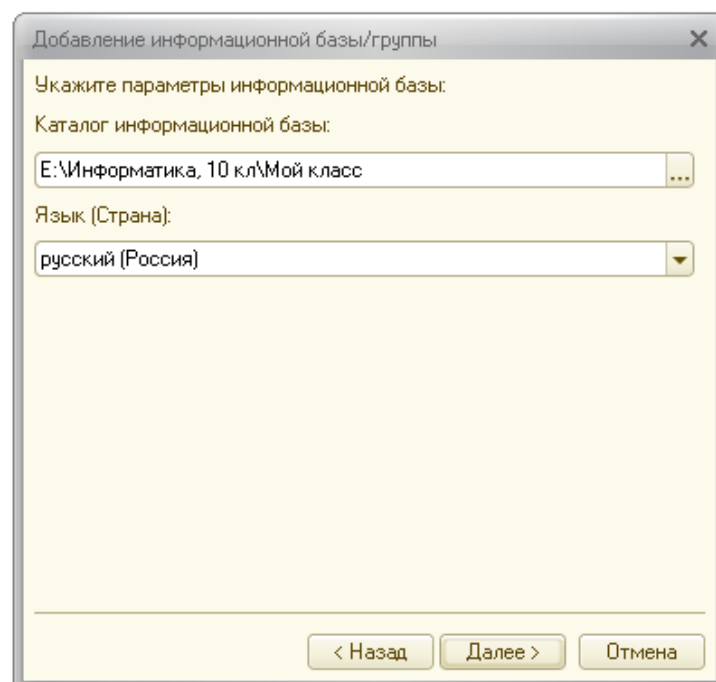 Добавление информационной базы/группы
Укажите параметры информационной базы:
Каталог информационной базы:
E:\Информатика, 10 кл\Мой класс
...
Язык (Страна):
русский (Россия)
< Назад Далее > Отмена